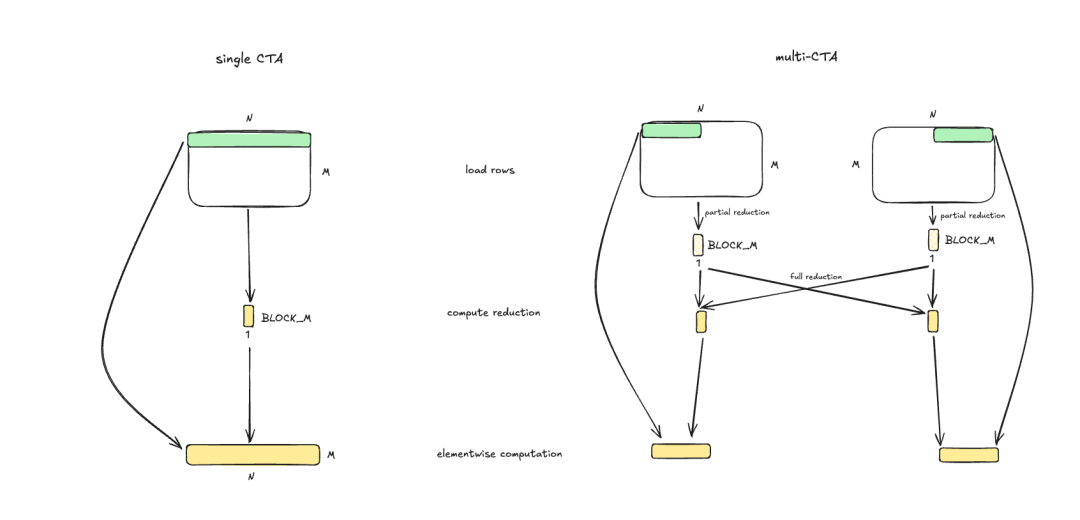 single CTA
multi-CTA
N
N
N
M
load rows
M
M
partial reduction
partial reduction
BLOCK_M
BLOCK_M
1
1
full reduction
compute reduction
BLOCK_M
1
elementwise computation
M
N